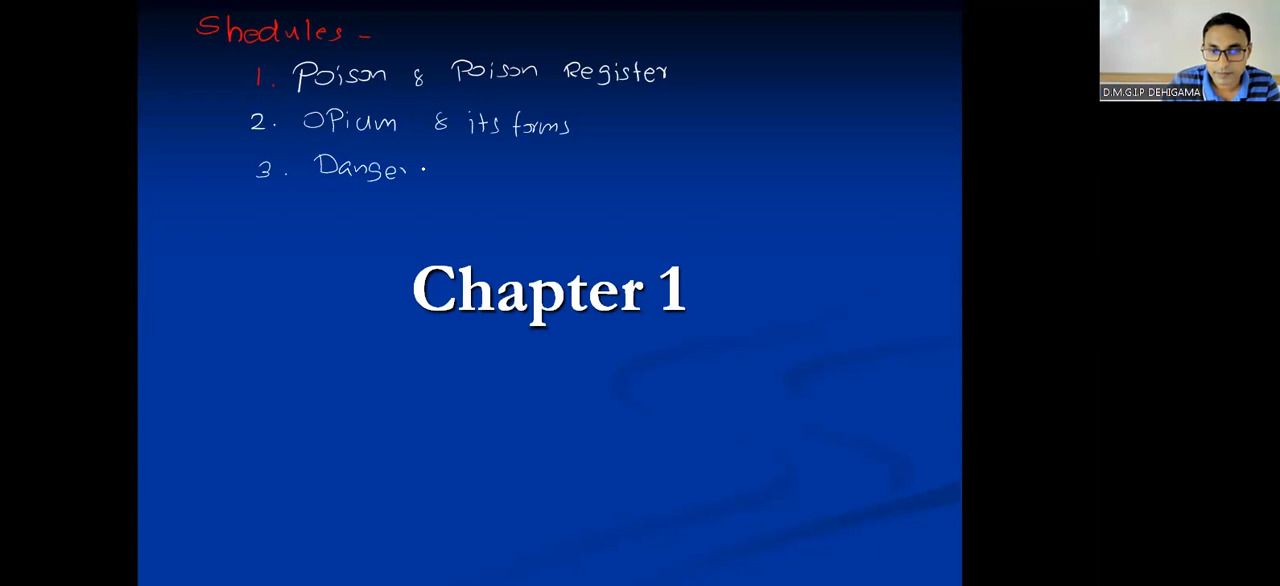 Shedules -
1. Poison & Poison Register
2. Opium & its forms
3. Danger
Chapter 1
D.M.G.I.P DEHIGAMA